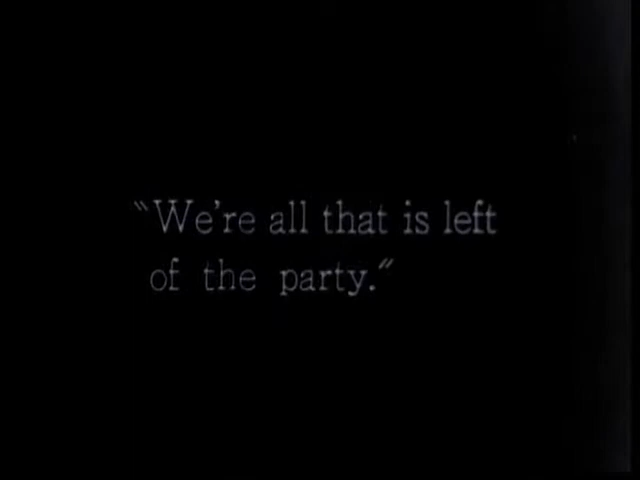 "We're all that is left
of the party."